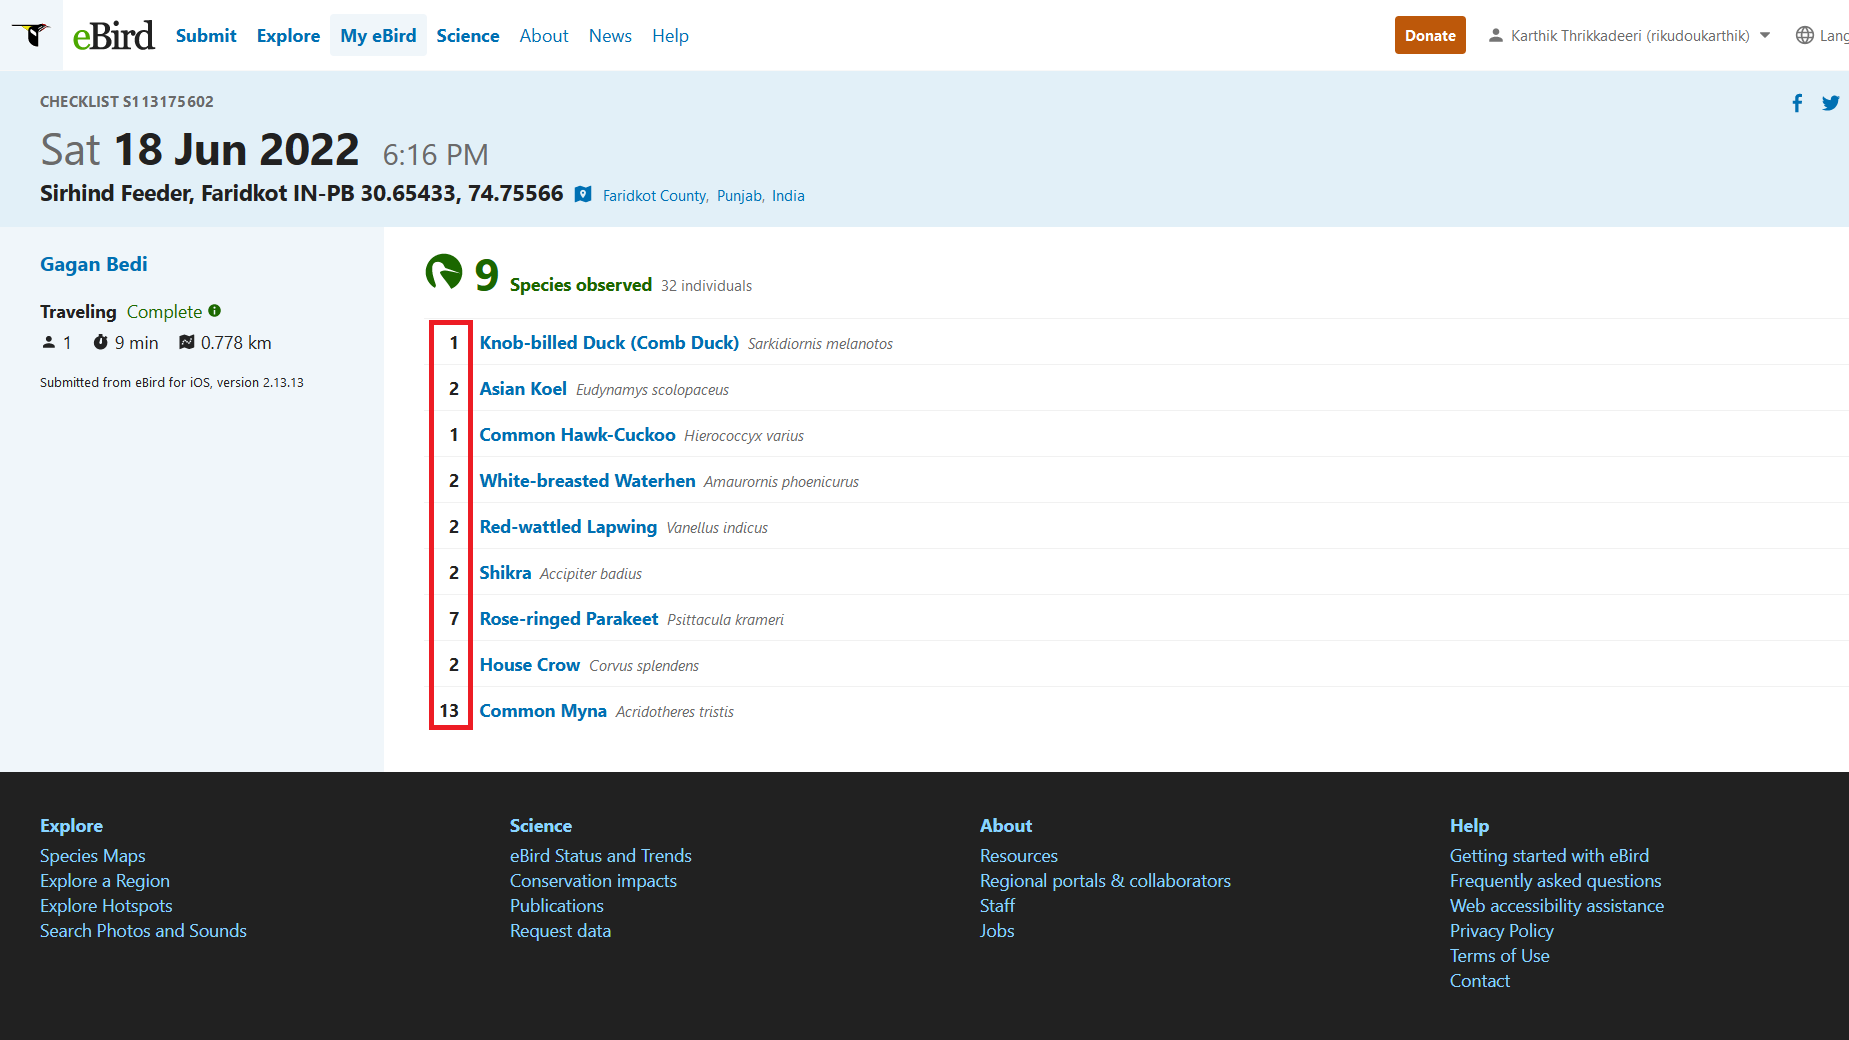 eBird Submit Explore My eBird Science About News Help Donate Karthik Thrikkadeeri (rikudoukarthik) Lang
CHECKLIST S113175602
Sat 18 Jun 2022 6:16 PM
Sirhind Feeder, Faridkot IN-PB 30.65433, 74.75566 Faridkot County, Punjab, India
Gagan Bedi
Traveling Complete
1 9 min 0.778 km
Submitted from eBird for iOS, version 2.13.13
9 Species observed 32 individuals
1 Knob-billed Duck (Comb Duck) Sarkidiornis melanotos
2 Asian Koel Eudynamys scolopaceus
1 Common Hawk-Cuckoo Hierococcyx varius
2 White-breasted Waterhen Amaurornis phoenicurus
2 Red-wattled Lapwing Vanellus indicus
2 Shikra Accipiter badius
7 Rose-ringed Parakeet Psittacula krameri
2 House Crow Corvus splendens
13 Common Myna Acridotheres tristis
Explore
Species Maps
Explore a Region
Explore Hotspots
Search Photos and Sounds
Science
eBird Status and Trends
Conservation impacts
Publications
Request data
About
Resources
Regional portals & collaborators
Staff
Jobs
Help
Getting started with eBird
Frequently asked questions
Web accessibility assistance
Privacy Policy
Terms of Use
Contact